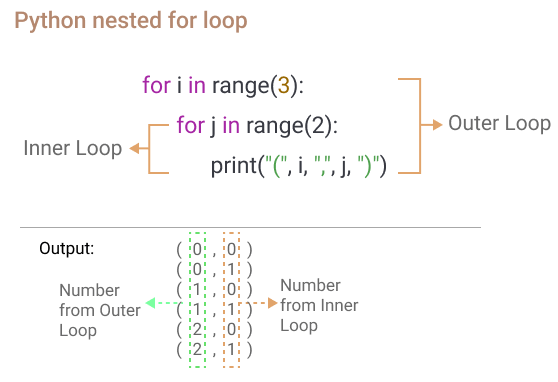 Python nested for loop
for i in range(3):
for j in range(2):
Outer Loop
Inner Loop
print("(", i, ",", j, ")")
Output:
( 0 , 0 )
( 0 , 1 )
( 1 , 0 )
( 1 , 1 )
( 2 , 0 )
( 2 , 1 )
Number
from Outer
Loop
Number
from Inner
Loop